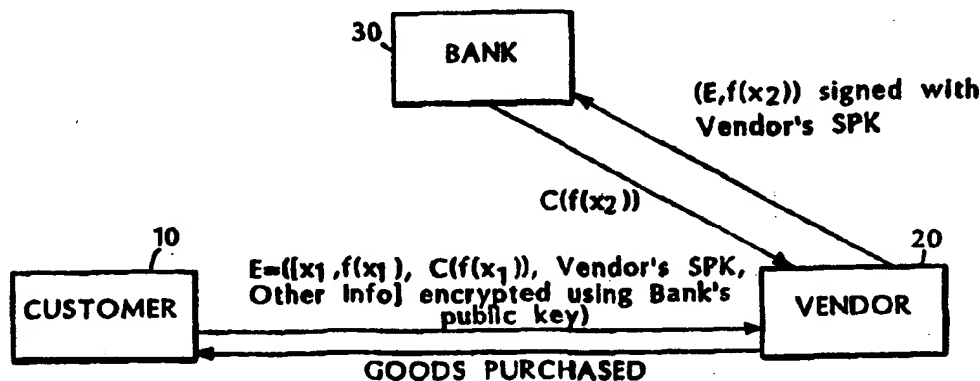 30
BANK
(E,f(x2)) signed with
Vendor's SPK
C(f(x2))
10
20
E=([x1,f(x1), C(f(x1)), Vendor's SPK,
Other Info] encrypted using Bank's
public key)
CUSTOMER
VENDOR
GOODS PURCHASED